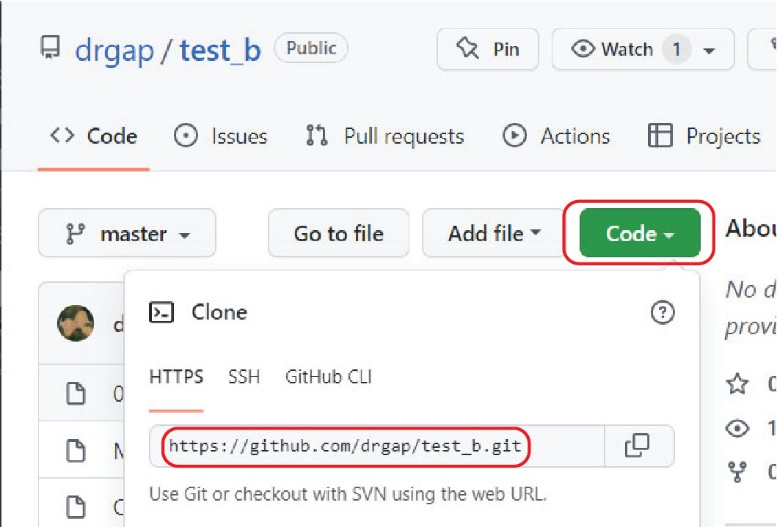 drgap / test_b Public Pin Watch 1
Code Issues Pull requests Actions Projects
master Go to file Add file Code
Clone
HTTPS SSH GitHub CLI
https://github.com/drgap/test_b.git
Use Git or checkout with SVN using the web URL.
No